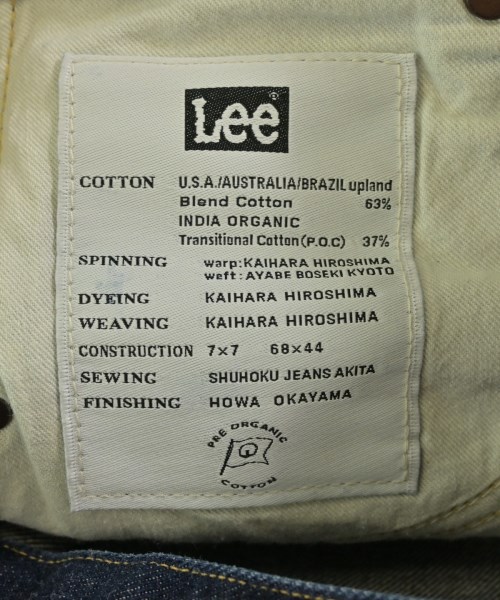 Lee®
COTTON U.S.A./AUSTRALIA/BRAZIL upland
Blend Cotton 63%
INDIA ORGANIC
Transitional Cotton(P.O.C) 37%
SPINNING warp:KAIHARA HIROSHIMA
weft:AYABE BOSEKI KYOTO
DYEING KAIHARA HIROSHIMA
WEAVING KAIHARA HIROSHIMA
CONSTRUCTION 7×7 68×44
SEWING SHUHOKU JEANS AKITA
FINISHING HOWA OKAYAMA
PRE ORGANIC
COTTON